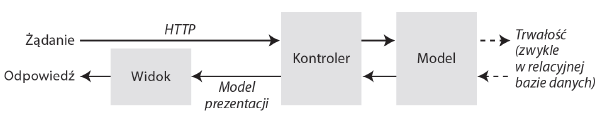 Żądanie
HTTP
Kontroler
Model
Trwałość
(zwykle
w relacyjnej
bazie danych)
Odpowiedź
Widok
Model
prezentacji